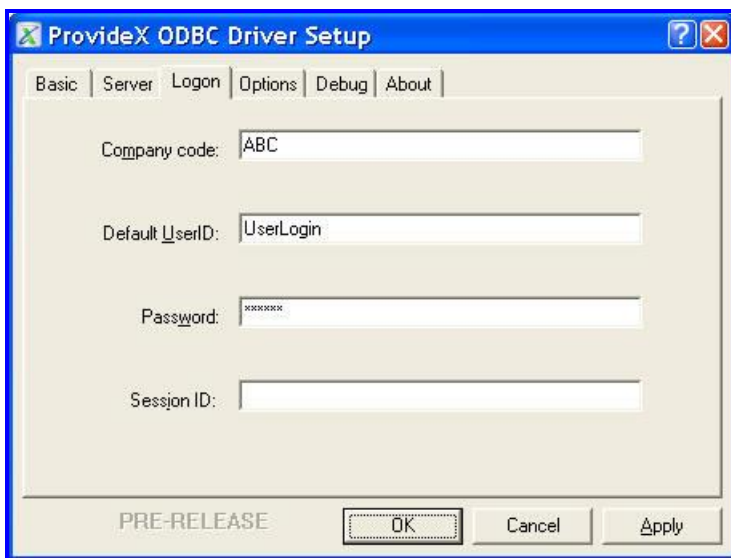 ProvideX ODBC Driver Setup
Basic Server Logon Options Debug About
Company code: ABC
Default UserID: UserLogin
Password: ******
Session ID:
PRE-RELEASE OK Cancel Apply